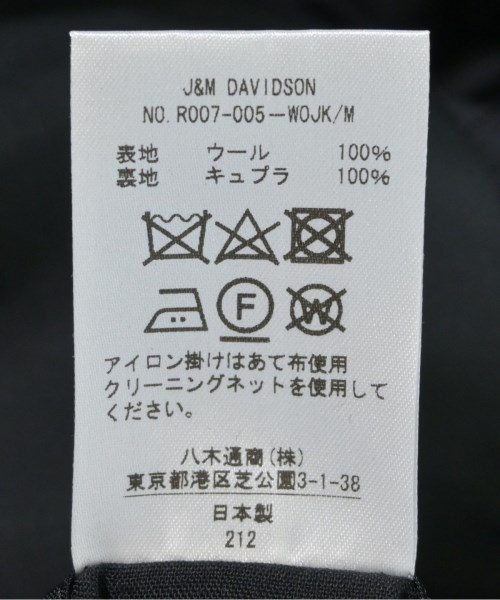 J&M DAVIDSON
NO.R007-005-WOJK/M
表地 ウール 100%
裏地 キュプラ 100%
F W
アイロン掛けはあて布使用
クリーニングネットを使用して
ください。
八木通商(株)
東京都港区芝公園3-1-38
日本製
212